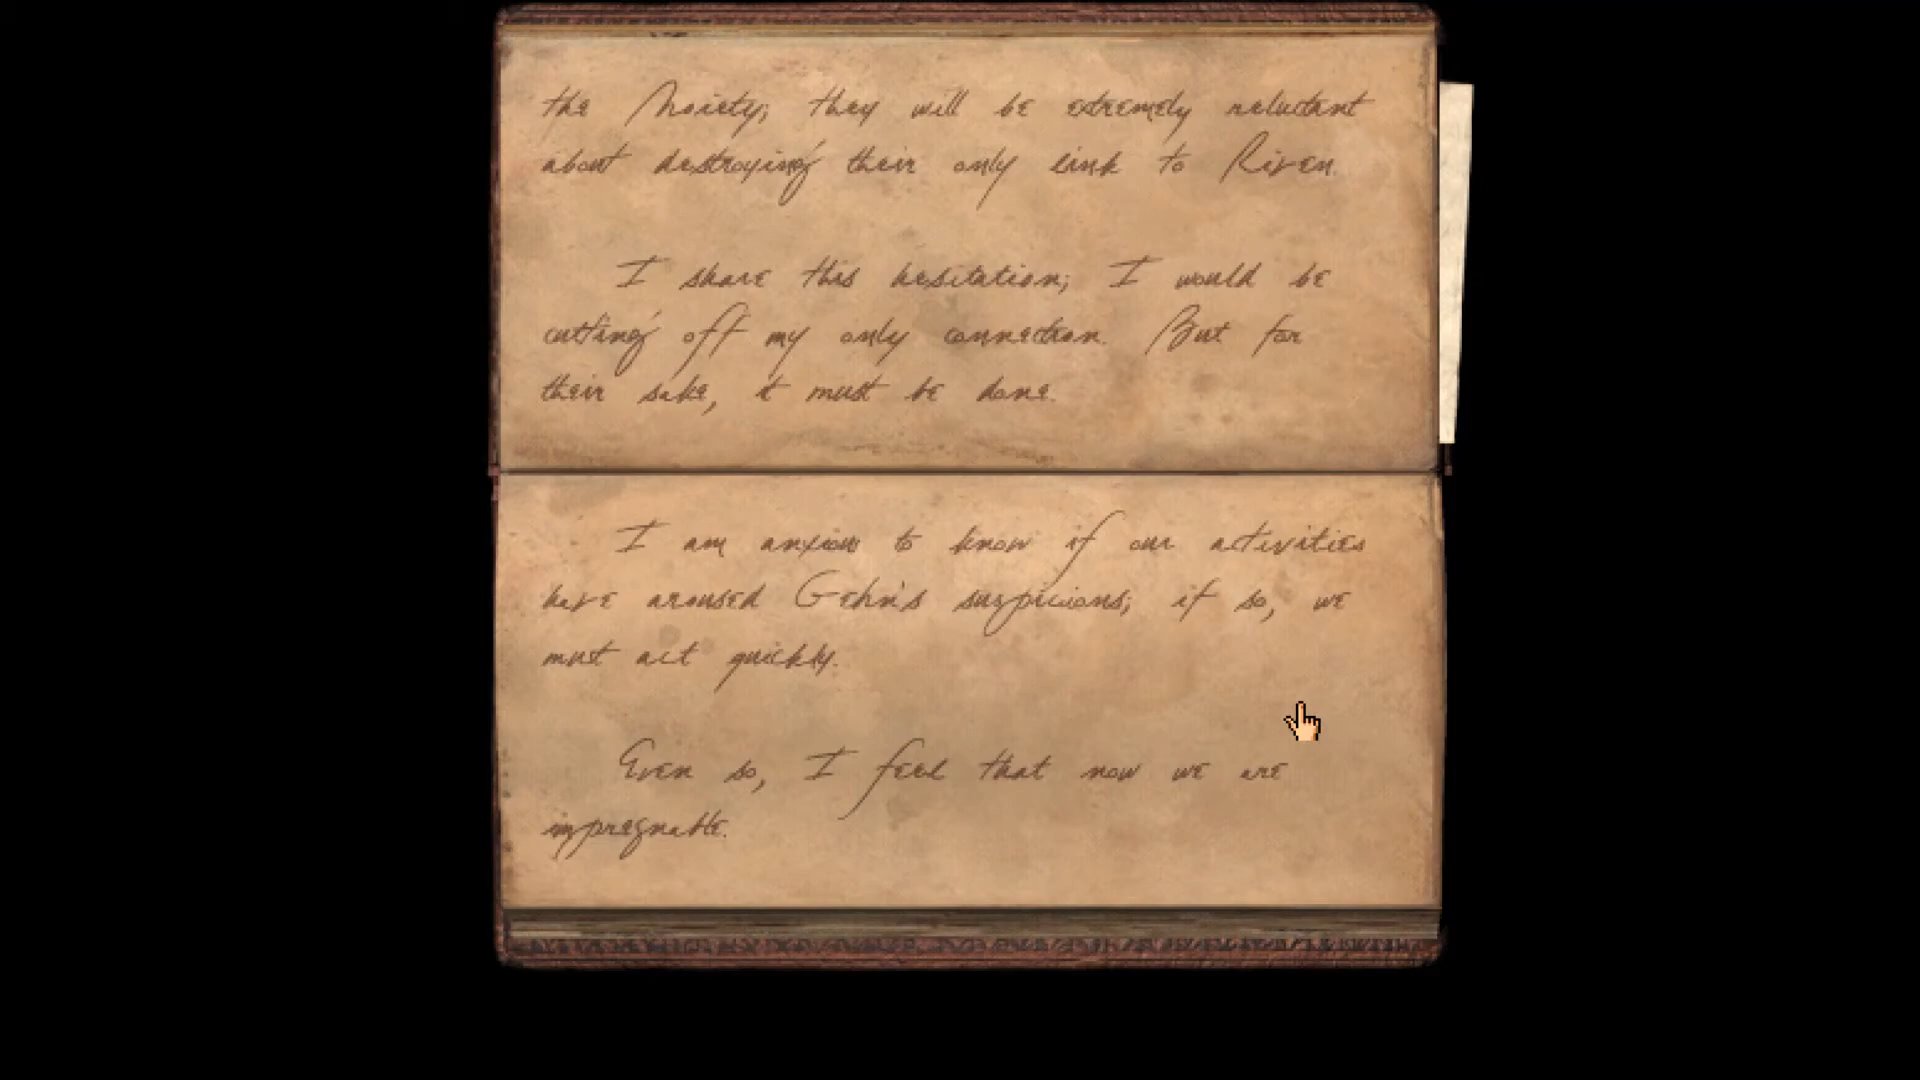 the Moiety; they will be extremely reluctant
about destroying their only link to Riven.
I share this hesitation; I would be
cutting off my only connection. But for
their sake, it must be done.
I am anxious to know if our activities
have aroused Gehn's suspicions; if so, we
must act quickly.
Even so, I feel that now we are
impregnable.